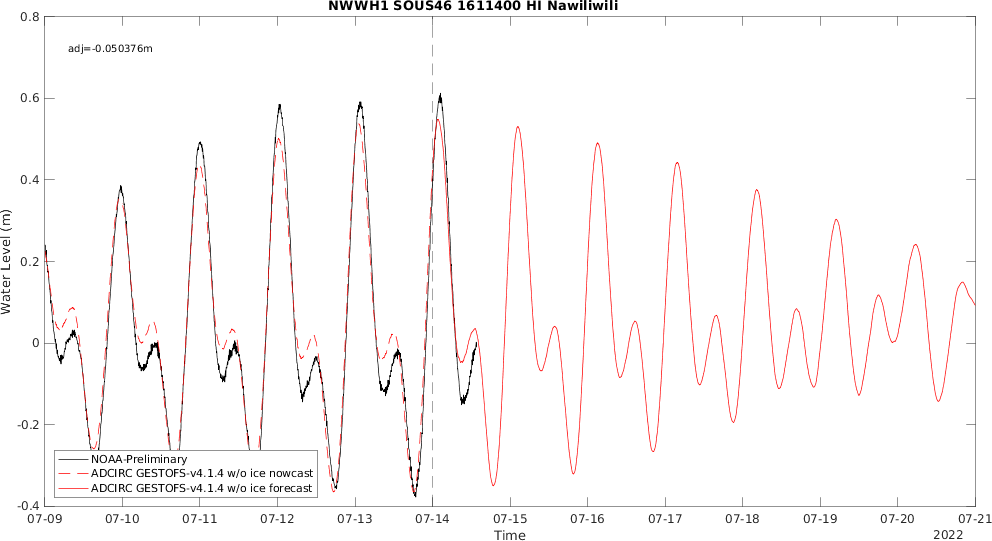 NWWH1 SOUS46 1611400 HI Nawiliwili
adj=-0.050376m
Water Level (m)
0.8
0.6
0.4
0.2
0
-0.2
-0.4
NOAA-Preliminary
ADCIRC GESTOFS-v4.1.4 w/o ice nowcast
ADCIRC GESTOFS-v4.1.4 w/o ice forecast
07-09 07-10 07-11 07-12 07-13 07-14 07-15 07-16 07-17 07-18 07-19 07-20 07-21
Time
2022